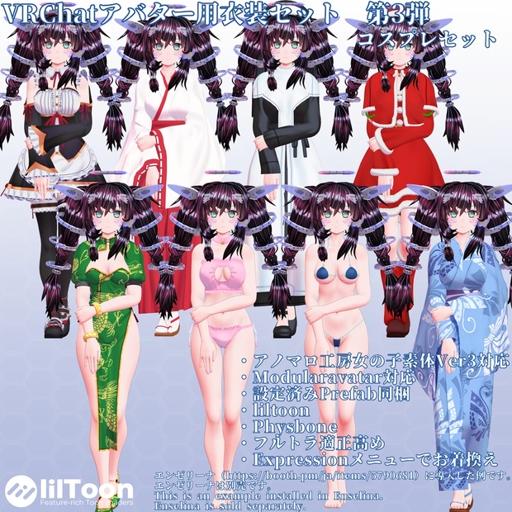 VRChatアバター用衣装セット 第3弾
コスプレセット
・アノマロ工房女の子素体Ver3対応
・Modularavatar対応
・設定済みPrefab同梱
・liltoon
・Physbone
・フルトラ適正高め
・Expressionメニューでお着換え
エンゼリーナ（https://booth.pm/ja/items/5790681）に導入した例です。
エンゼリーナは別売です。
This is an example installed in Enselina.
Enselina is sold separately.
lilToon
Feature-rich Toon Shaders